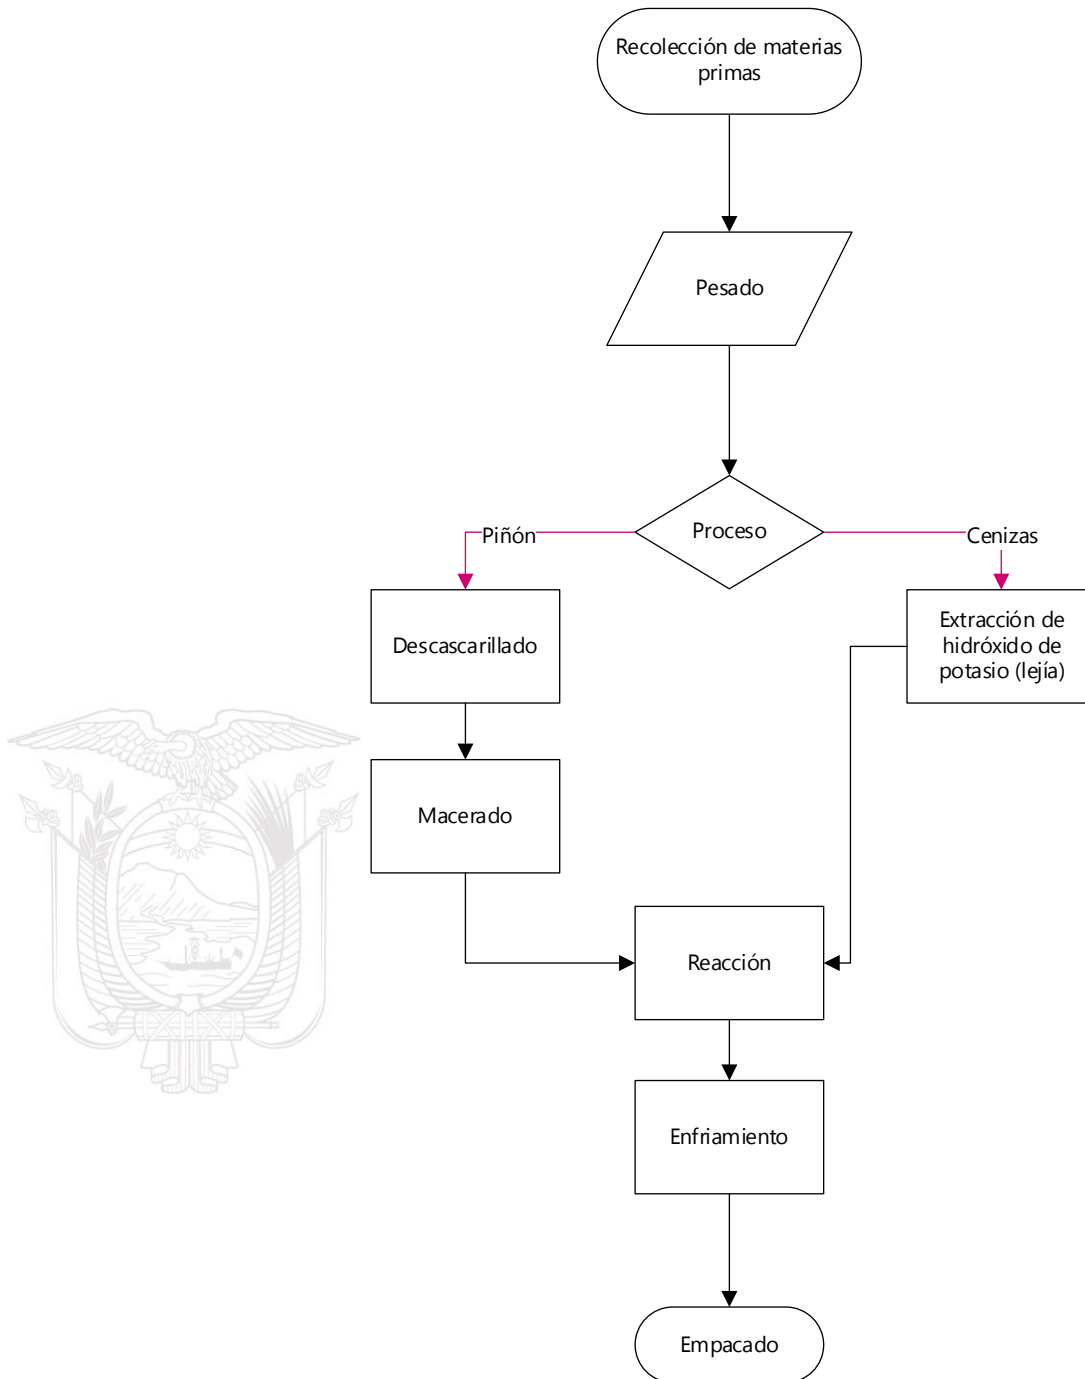 Recolección de materias
primas
Pesado
Proceso
Piñón
Cenizas
Descascarillado
Extracción de
hidróxido de
potasio (lejía)
Macerado
Reacción
Enfriamiento
Empacado